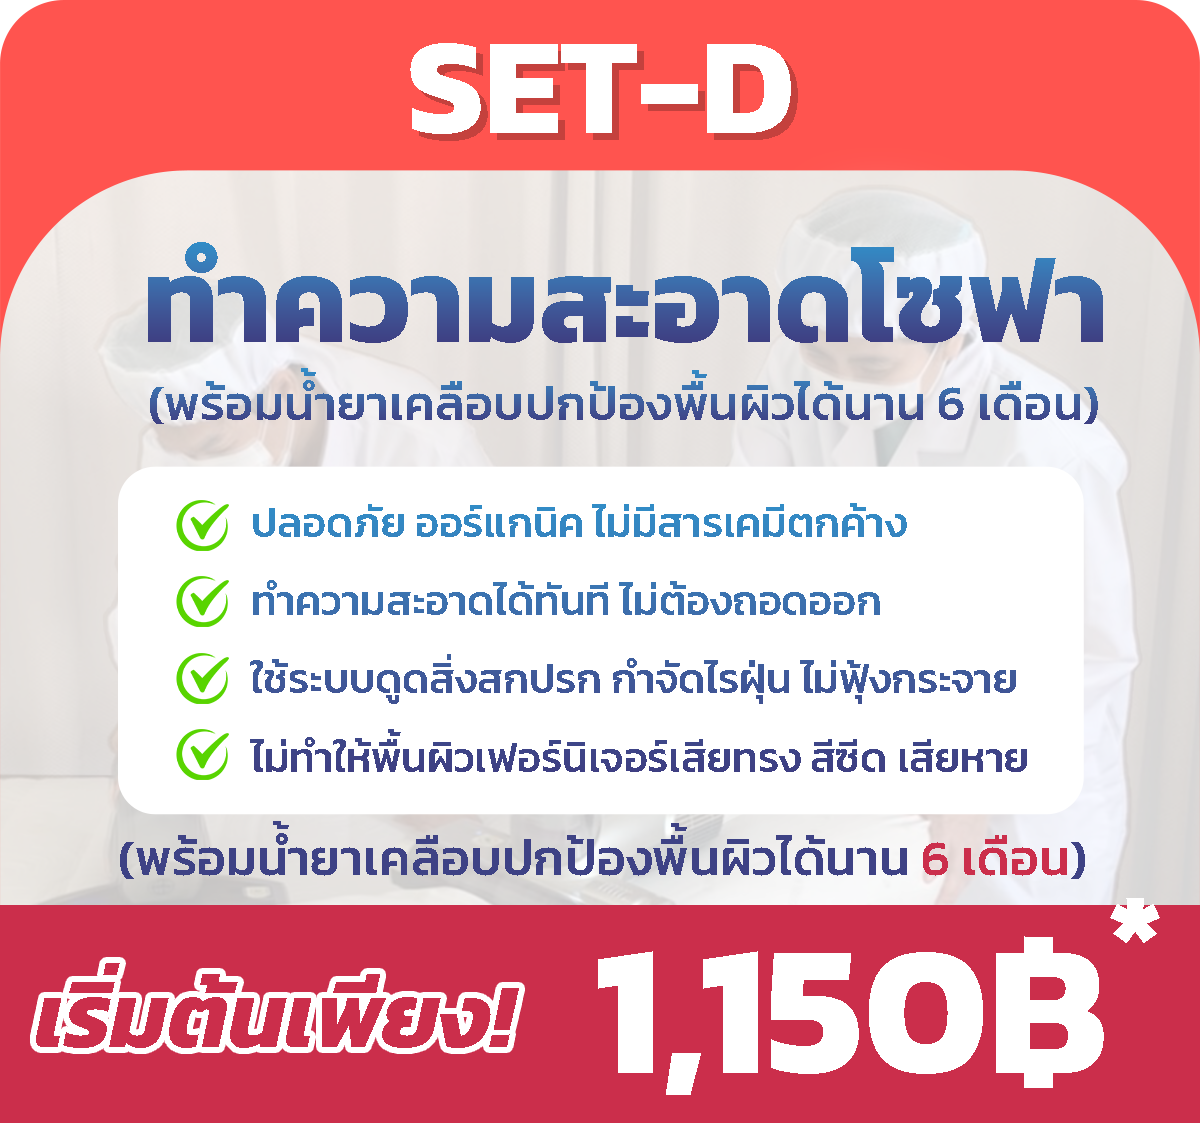 SET-D
ทำความสะอาดโซฟา
(พร้อมน้ำยาเคลือบปกป้องพื้นผิวได้นาน 6 เดือน)
ปลอดภัย ออร์แกนิค ไม่มีสารเคมีตกค้าง
ทำความสะอาดได้ทันที ไม่ต้องถอดออก
ใช้ระบบดูดสิ่งสกปรก กำจัดไรฝุ่น ไม่ฟุ้งกระจาย
ไม่ทำให้พื้นผิวเฟอร์นิเจอร์เสียทรง สีซีด เสียหาย
(พร้อมน้ำยาเคลือบปกป้องพื้นผิวได้นาน 6 เดือน)
เริ่มต้นเพียง! 1,150฿*